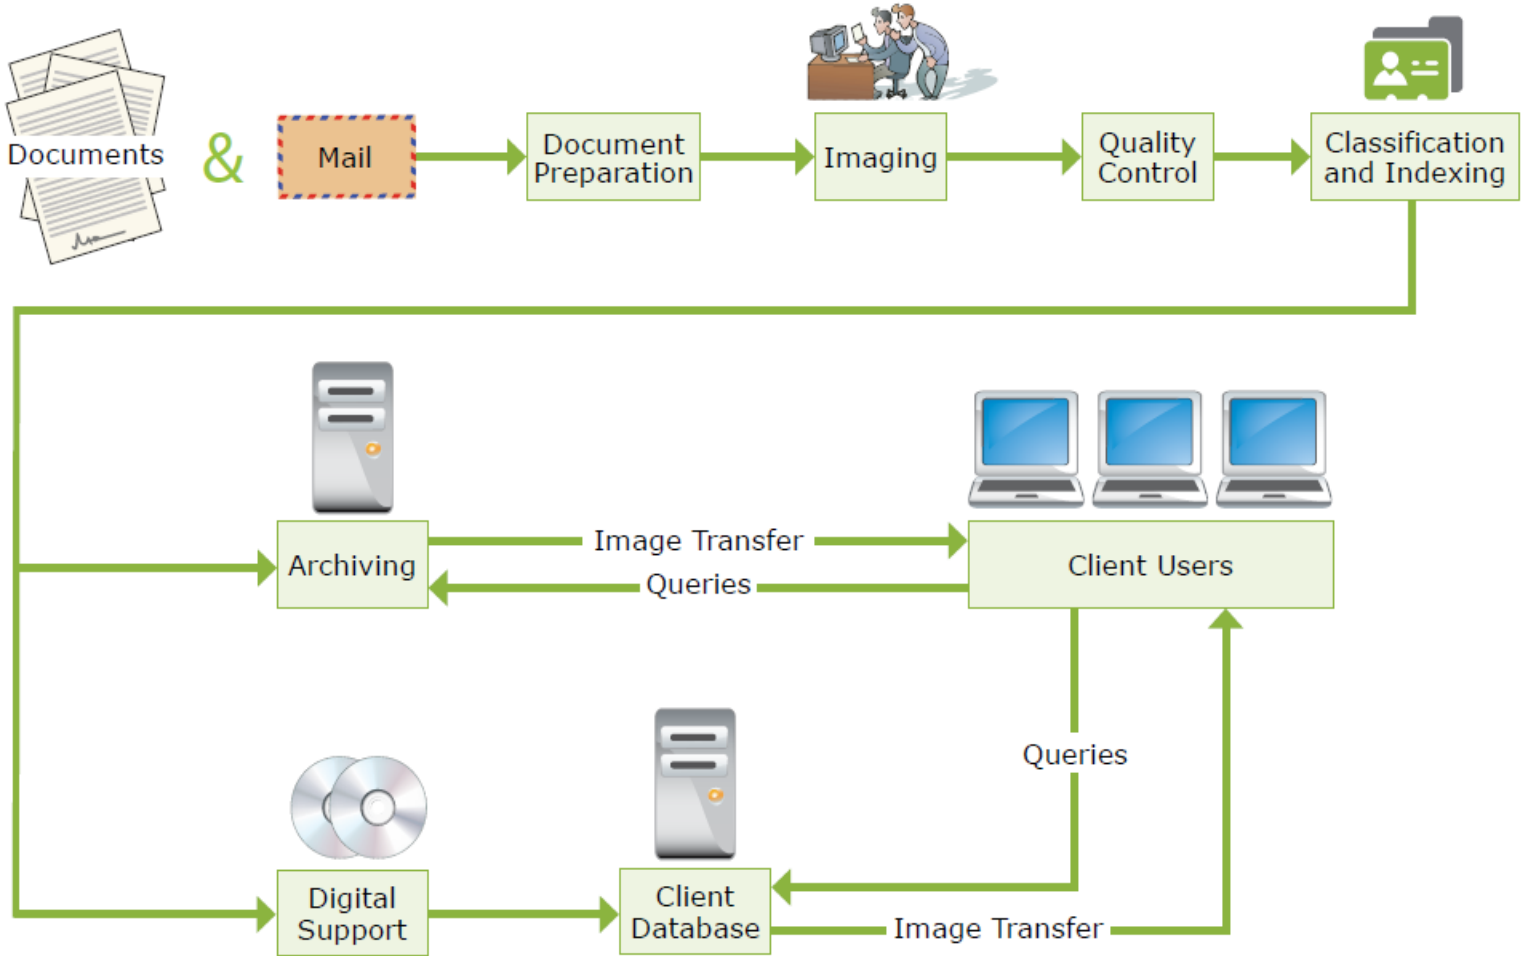 Documents
&
Mail
Document
Preparation
Imaging
Quality
Control
Classification
and Indexing
Archiving
Image Transfer
Queries
Client Users
Queries
Digital
Support
Client
Database
Image Transfer